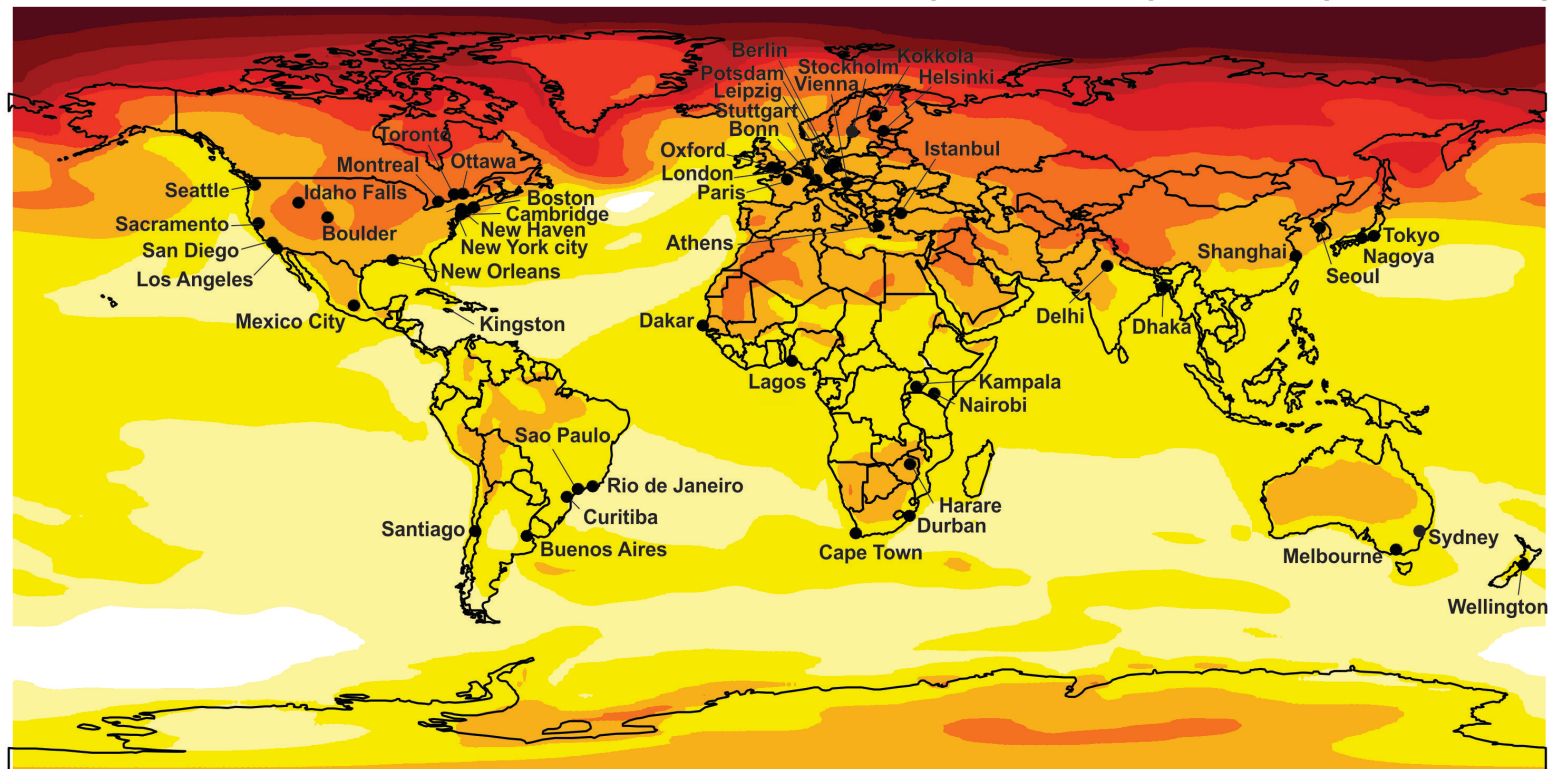 Berlin
Kokkola
Stockholm
Helsinki
Potsdam
Vienna
Leipzig
Stuttgart
Bonn
Toronto
Montreal
Ottawa
Oxford
London
Paris
Istanbul
Seattle
Idaho Falls
Boston
Cambridge
New Haven
New York city
Sacramento
Boulder
San Diego
Los Angeles
New Orleans
Athens
Shanghai
Tokyo
Nagoya
Seoul
Mexico City
Kingston
Dakar
Delhi
Dhaka
Lagos
Kampala
Nairobi
Sao Paulo
Rio de Janeiro
Curitiba
Santiago
Buenos Aires
Harare
Durban
Cape Town
Sydney
Melbourne
Wellington